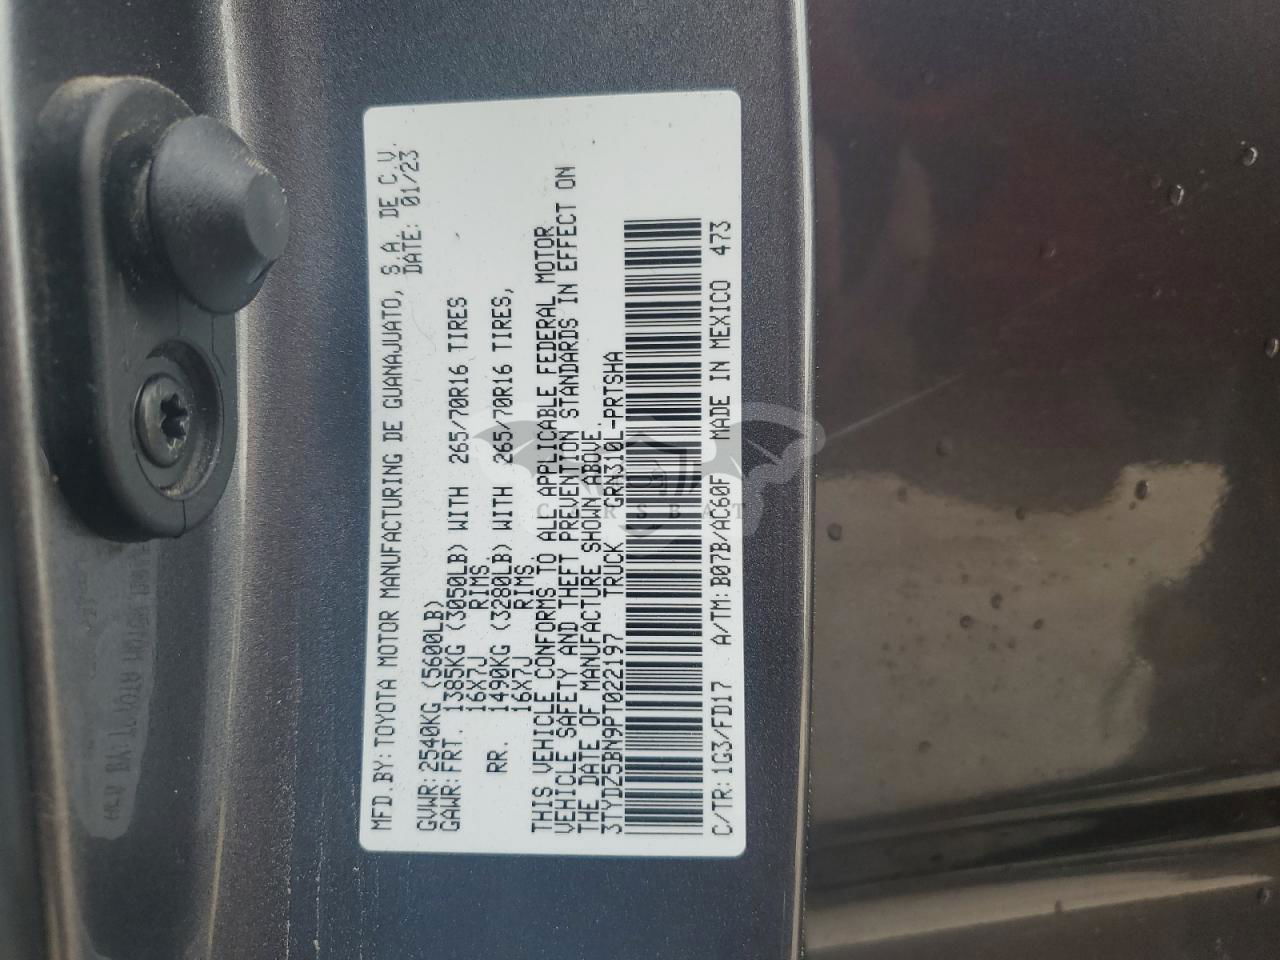 MFD.BY:TOYOTA MOTOR MANUFACTURING DE GUANAJUATO, S.A. DE C.V.
DATE: 01/23
GVWR:2540KG (5600LB)
GAWR:FRT. 1385KG (3050LB) WITH 265/70R16 TIRES
16X7J RIMS.
RR. 1490KG (3280LB) WITH 265/70R16 TIRES,
16X7J RIMS.
THIS VEHICLE CONFORMS TO ALL APPLICABLE FEDERAL MOTOR
VEHICLE SAFETY AND THEFT PREVENTION STANDARDS IN EFFECT ON
THE DATE OF MANUFACTURE SHOWN ABOVE.
3TYDZ5BN9PT022197 TRUCK GRN310L-PRTSHA
C/TR:1G3/FD17 A/TM:B07B/AC60F MADE IN MEXICO 473
CARSBAT